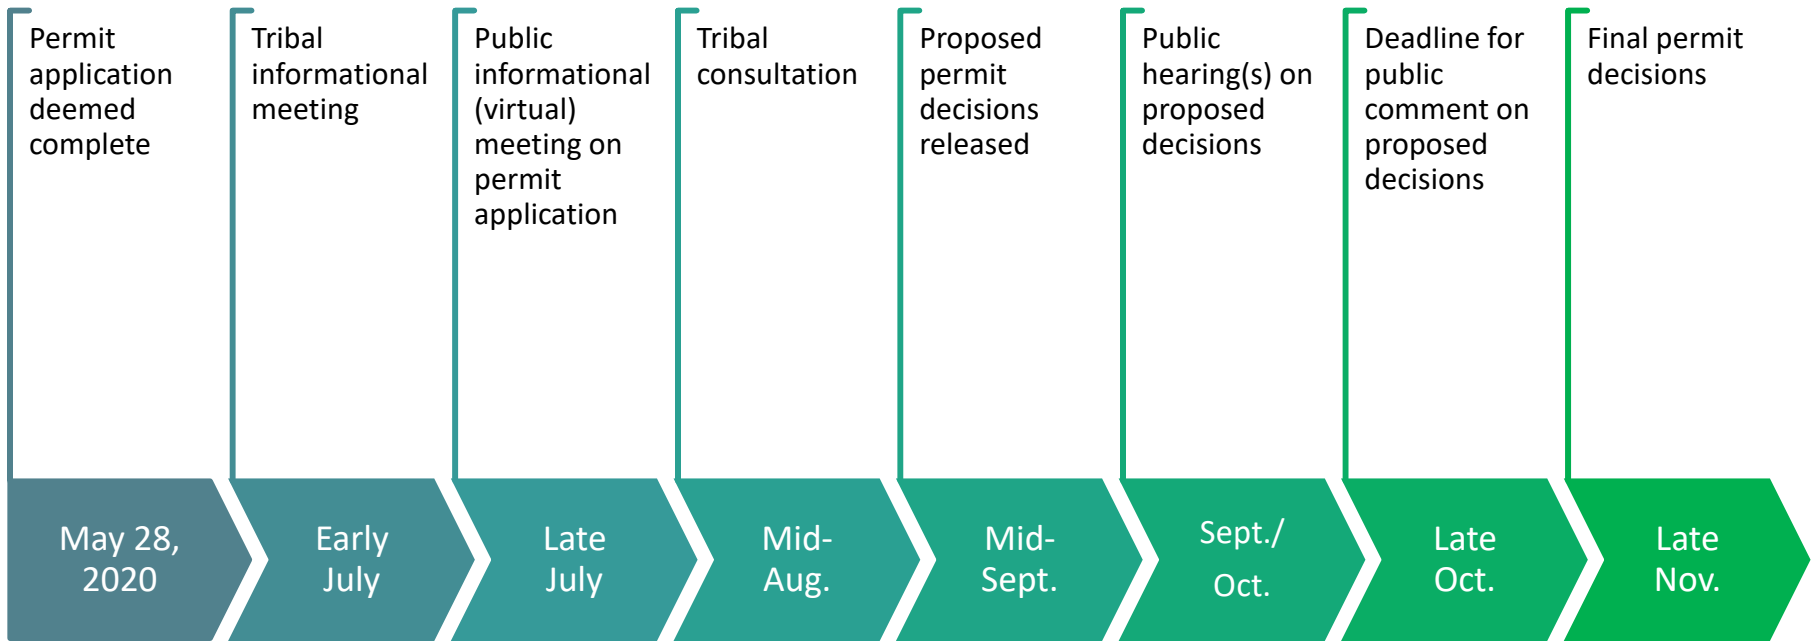 Permit
application
deemed
complete
Tribal
informational
meeting
Public
informational
(virtual)
meeting on
permit
application
Tribal
consultation
Proposed
permit
decisions
released
Public
hearing(s) on
proposed
decisions
Deadline for
public
comment on
proposed
decisions
Final permit
decisions
May 28,
2020
Early
July
Late
July
Mid-
Aug.
Mid-
Sept.
Sept./
Oct.
Late
Oct.
Late
Nov.